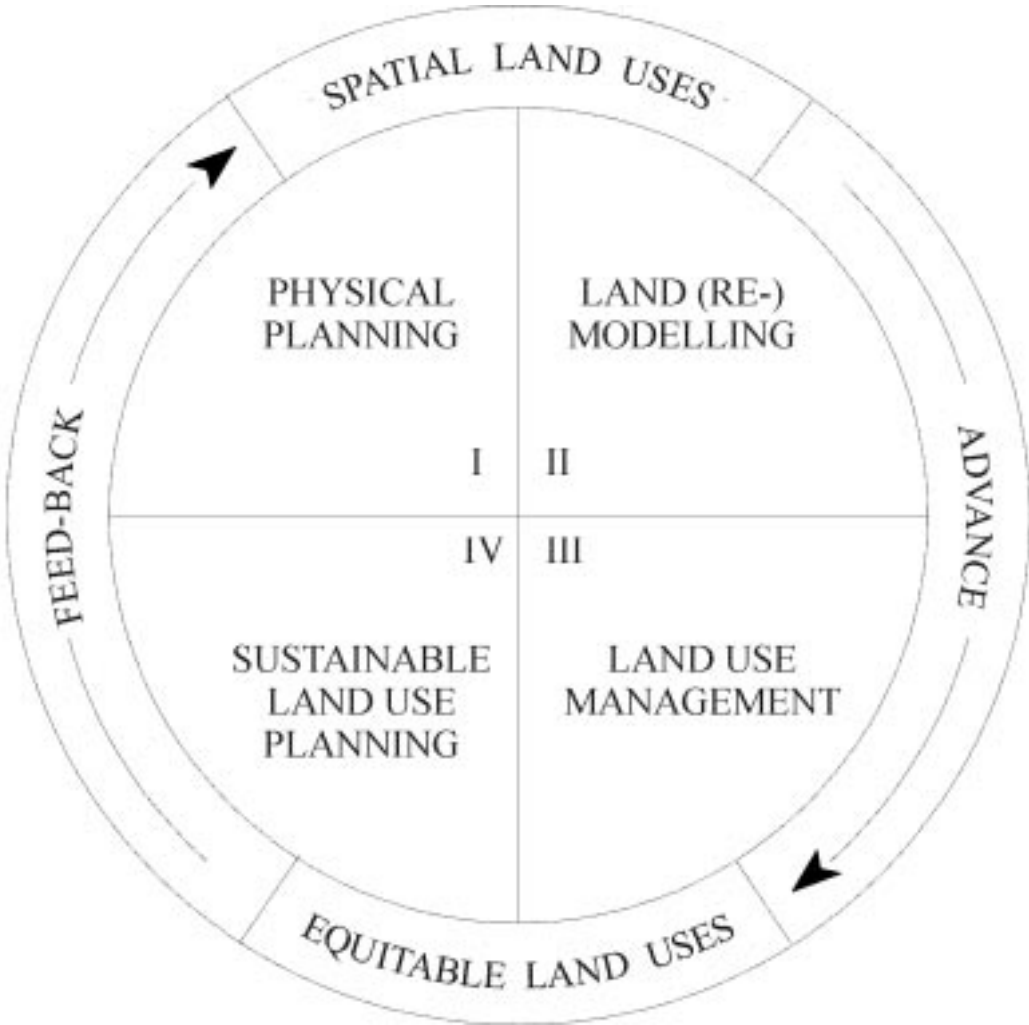 SPATIAL LAND USES
PHYSICAL
PLANNING
LAND (RE-)
MODELLING
I
II
FEED-BACK
ADVANCE
IV
III
SUSTAINABLE
LAND USE
PLANNING
LAND USE
MANAGEMENT
EQUITABLE LAND USES